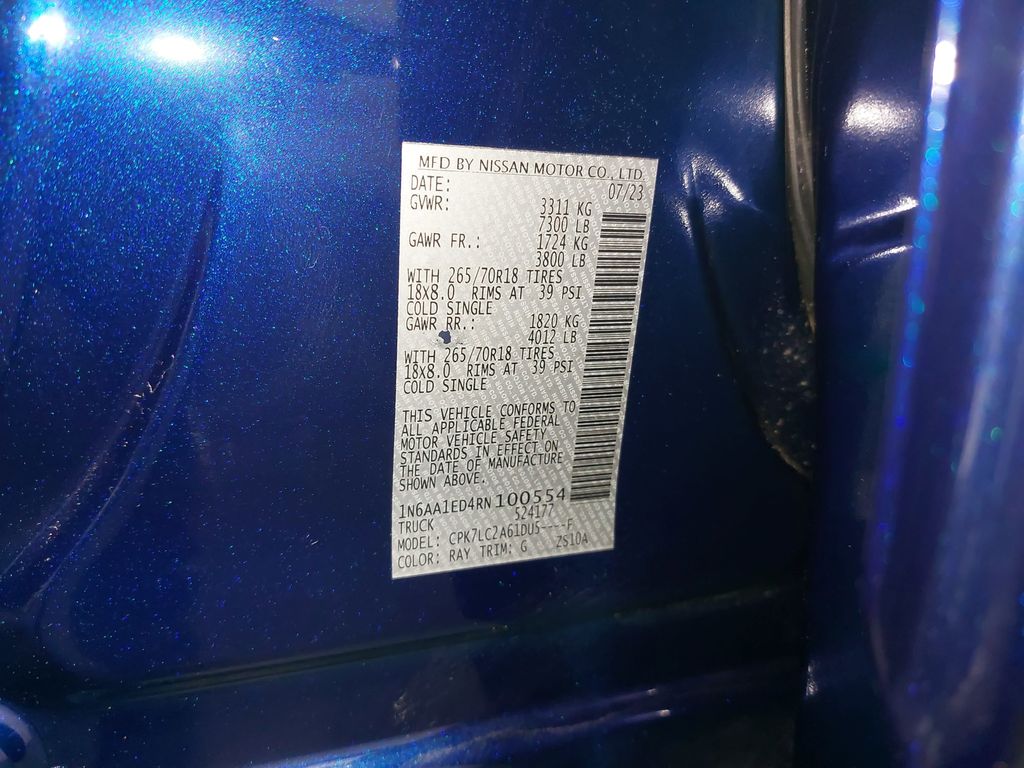 MFD BY NISSAN MOTOR CO., LTD.
DATE: 07/23
GVWR: 3311 KG
7300 LB
GAWR FR.: 1724 KG
3800 LB
WITH 265/70R18 TIRES
18X8.0 RIMS AT 39 PSI
COLD SINGLE
GAWR RR.: 1820 KG
4012 LB
WITH 265/70R18 TIRES
18X8.0 RIMS AT 39 PSI
COLD SINGLE
THIS VEHICLE CONFORMS TO
ALL APPLICABLE FEDERAL
MOTOR VEHICLE SAFETY
STANDARDS IN EFFECT ON
THE DATE OF MANUFACTURE
SHOWN ABOVE.
1N6AA1ED4RN100554
TRUCK 524177
MODEL: CPK7LC2A61DUS----F
COLOR: RAY TRIM: G ZS10A